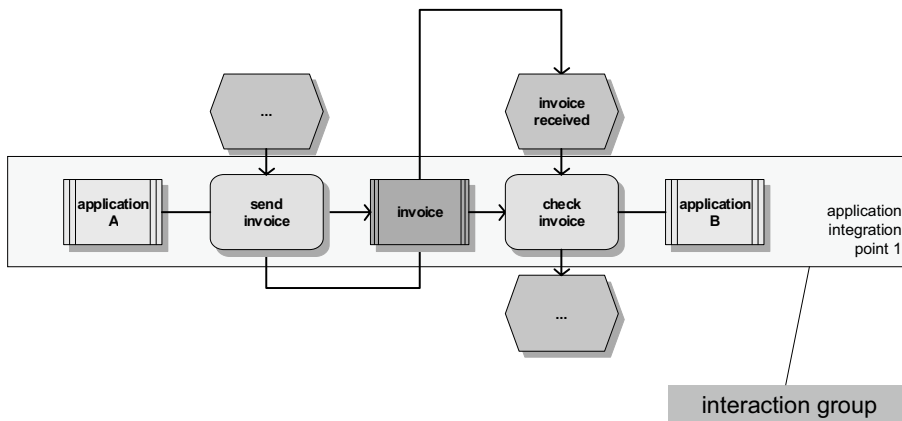 ...
invoice
received
application
A
send
invoice
invoice
check
invoice
application
B
application
integration
point 1
...
interaction group